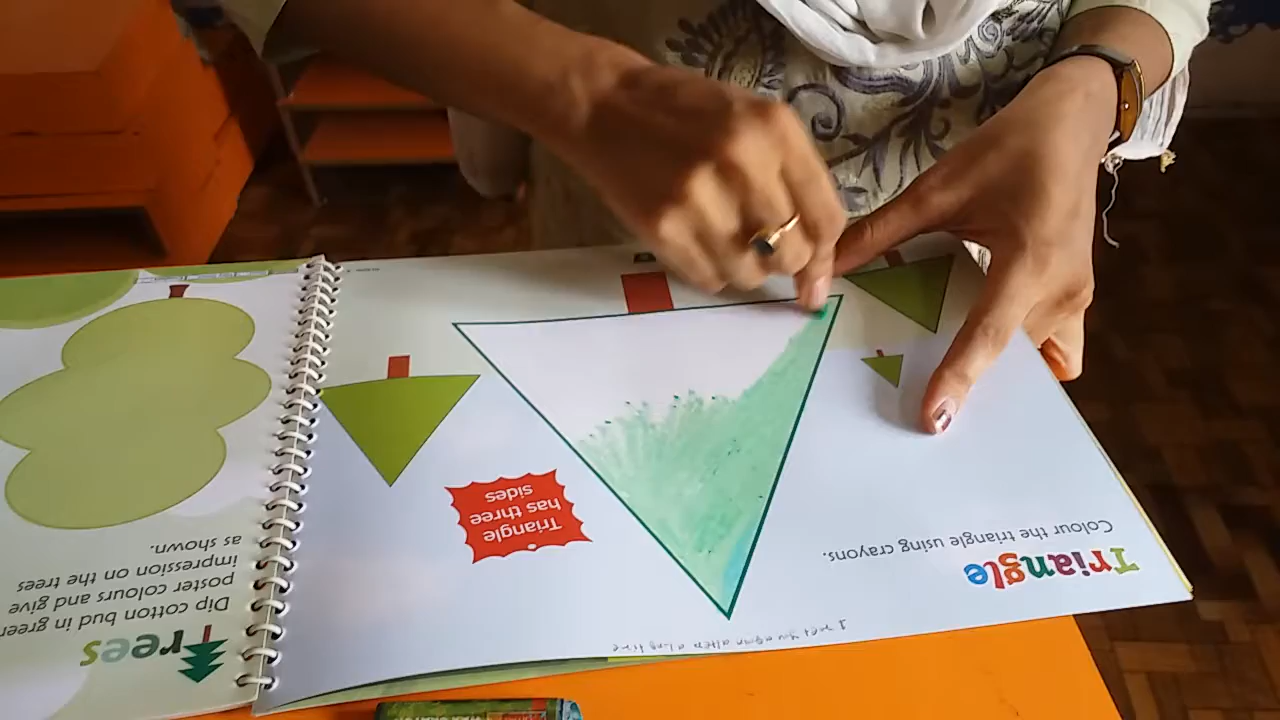 Triangle
Colour the triangle using crayons.
Triangle
has three
sides
Trees
Dip cotton bud in green
poster colours and give
impression on the trees
as shown.